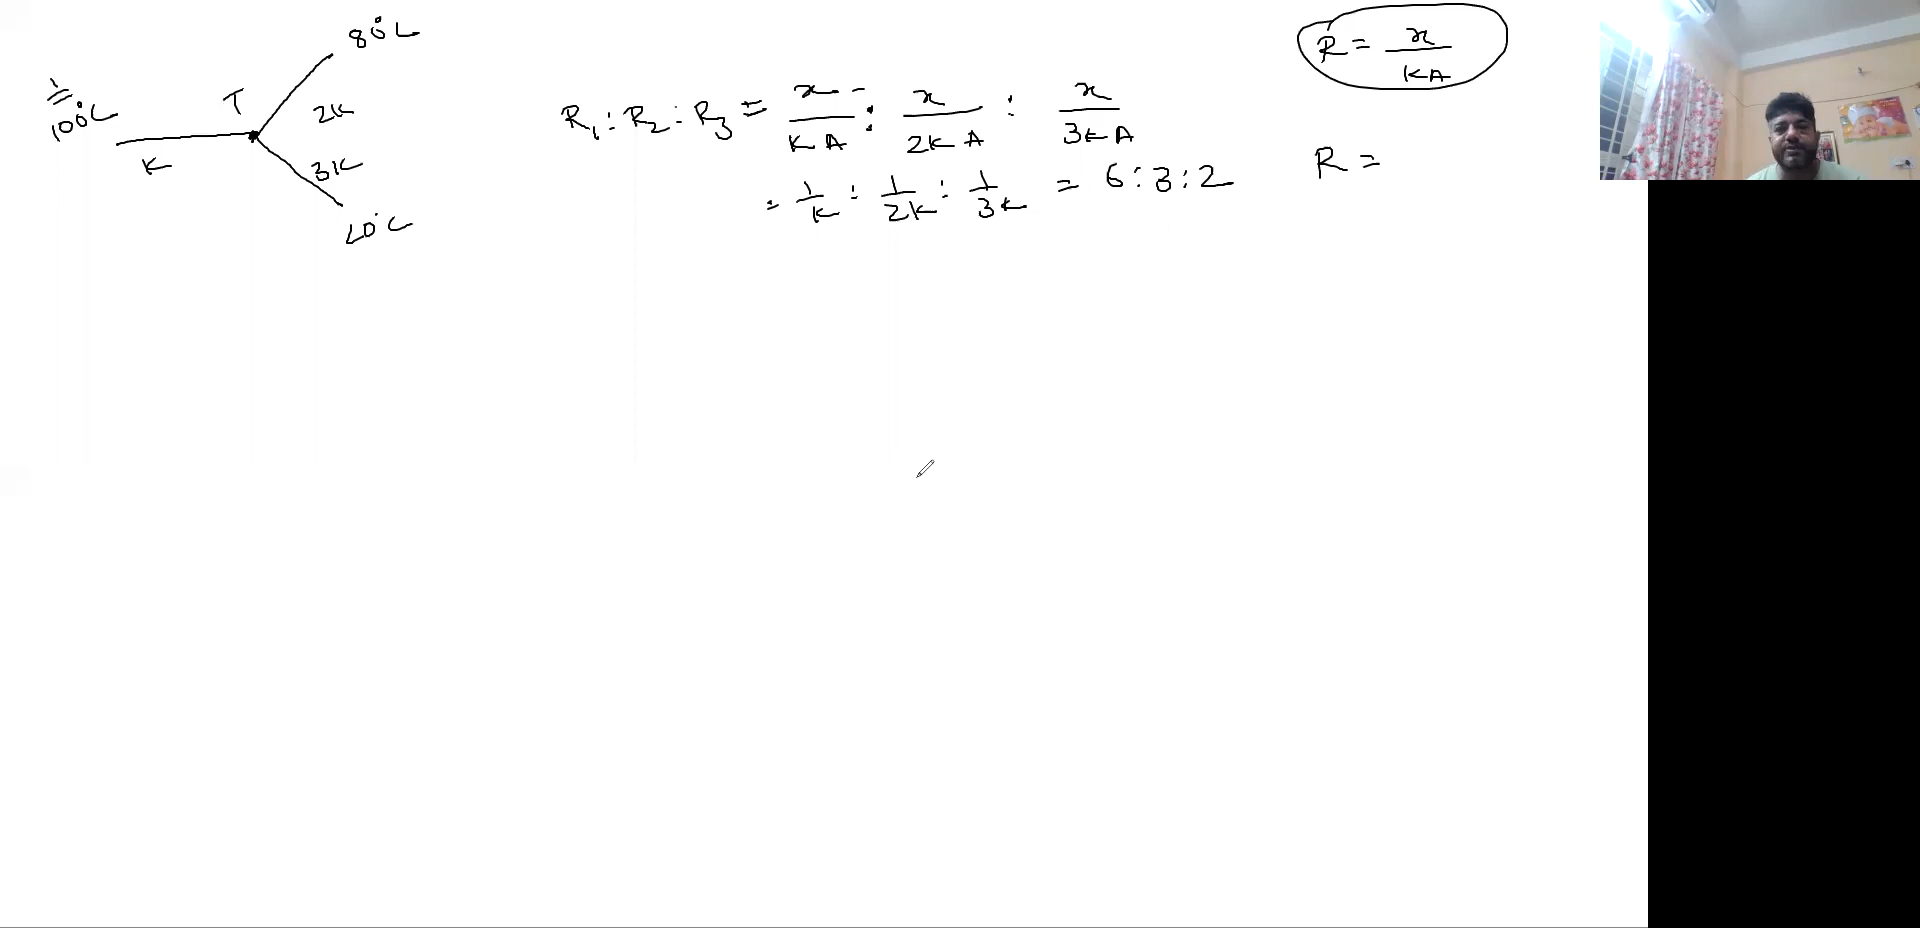 80°C
100°C
T
2K
K
3K
R₁ : R₂ : R₃ = x/KA : x/2KA : x/3KA
= 1/K : 1/2K : 1/3K = 6 : 3 : 2
R = x/KA
R =